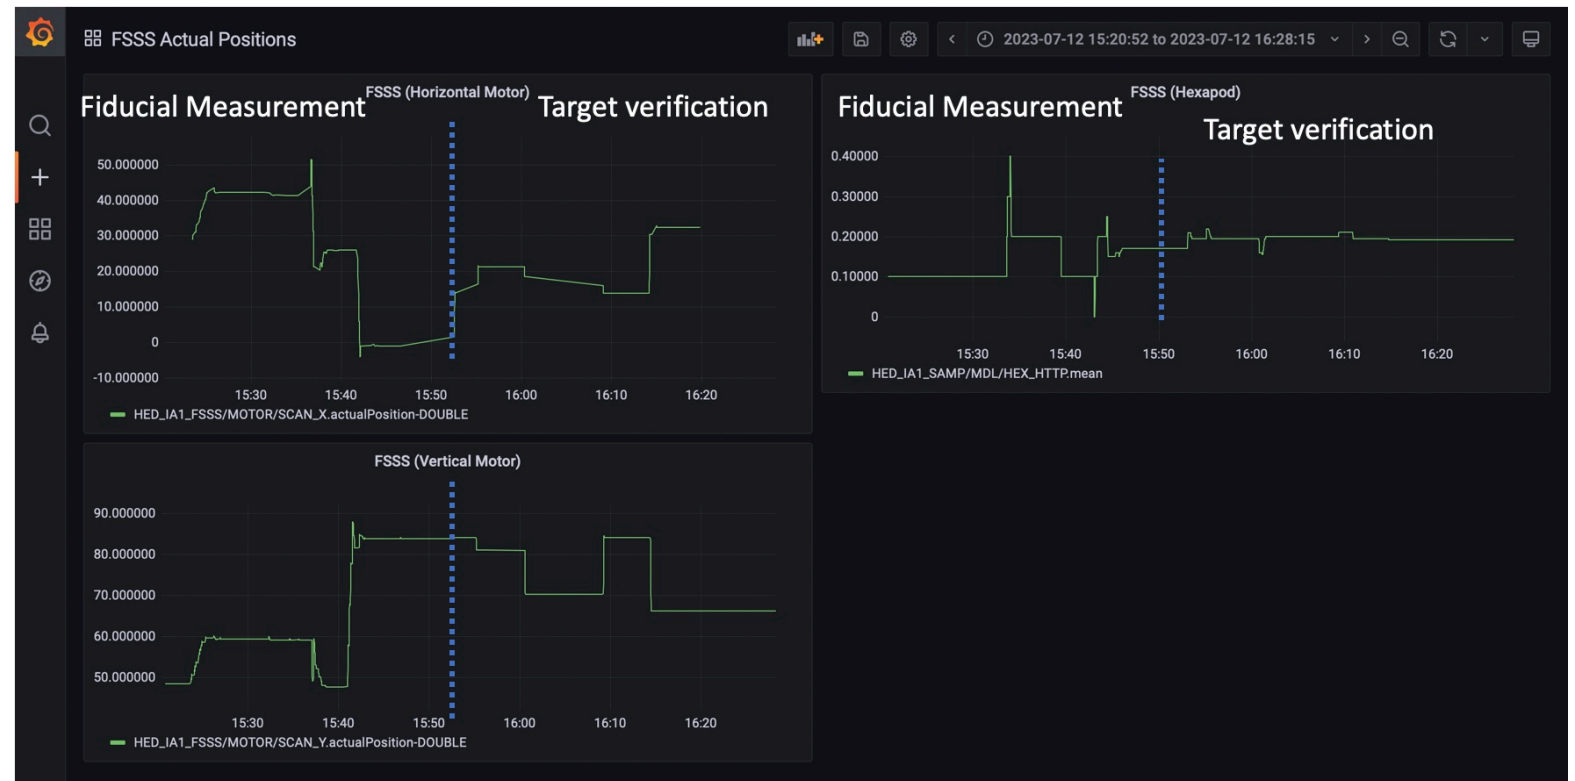 FSSS Actual Positions
2023-07-12 15:20:52 to 2023-07-12 16:28:15
FSSS (Horizontal Motor)
Fiducial Measurement
Target verification
50.000000
40.000000
30.000000
20.000000
10.000000
0
-10.000000
15:30 15:40 15:50 16:00 16:10 16:20
HED_IA1_FSSS/MOTOR/SCAN_X.actualPosition-DOUBLE
FSSS (Hexapod)
Fiducial Measurement
Target verification
0.40000
0.30000
0.20000
0.10000
0
15:30 15:40 15:50 16:00 16:10 16:20
HED_IA1_SAMP/MDL/HEX_HTTP.mean
FSSS (Vertical Motor)
90.000000
80.000000
70.000000
60.000000
50.000000
15:30 15:40 15:50 16:00 16:10 16:20
HED_IA1_FSSS/MOTOR/SCAN_Y.actualPosition-DOUBLE